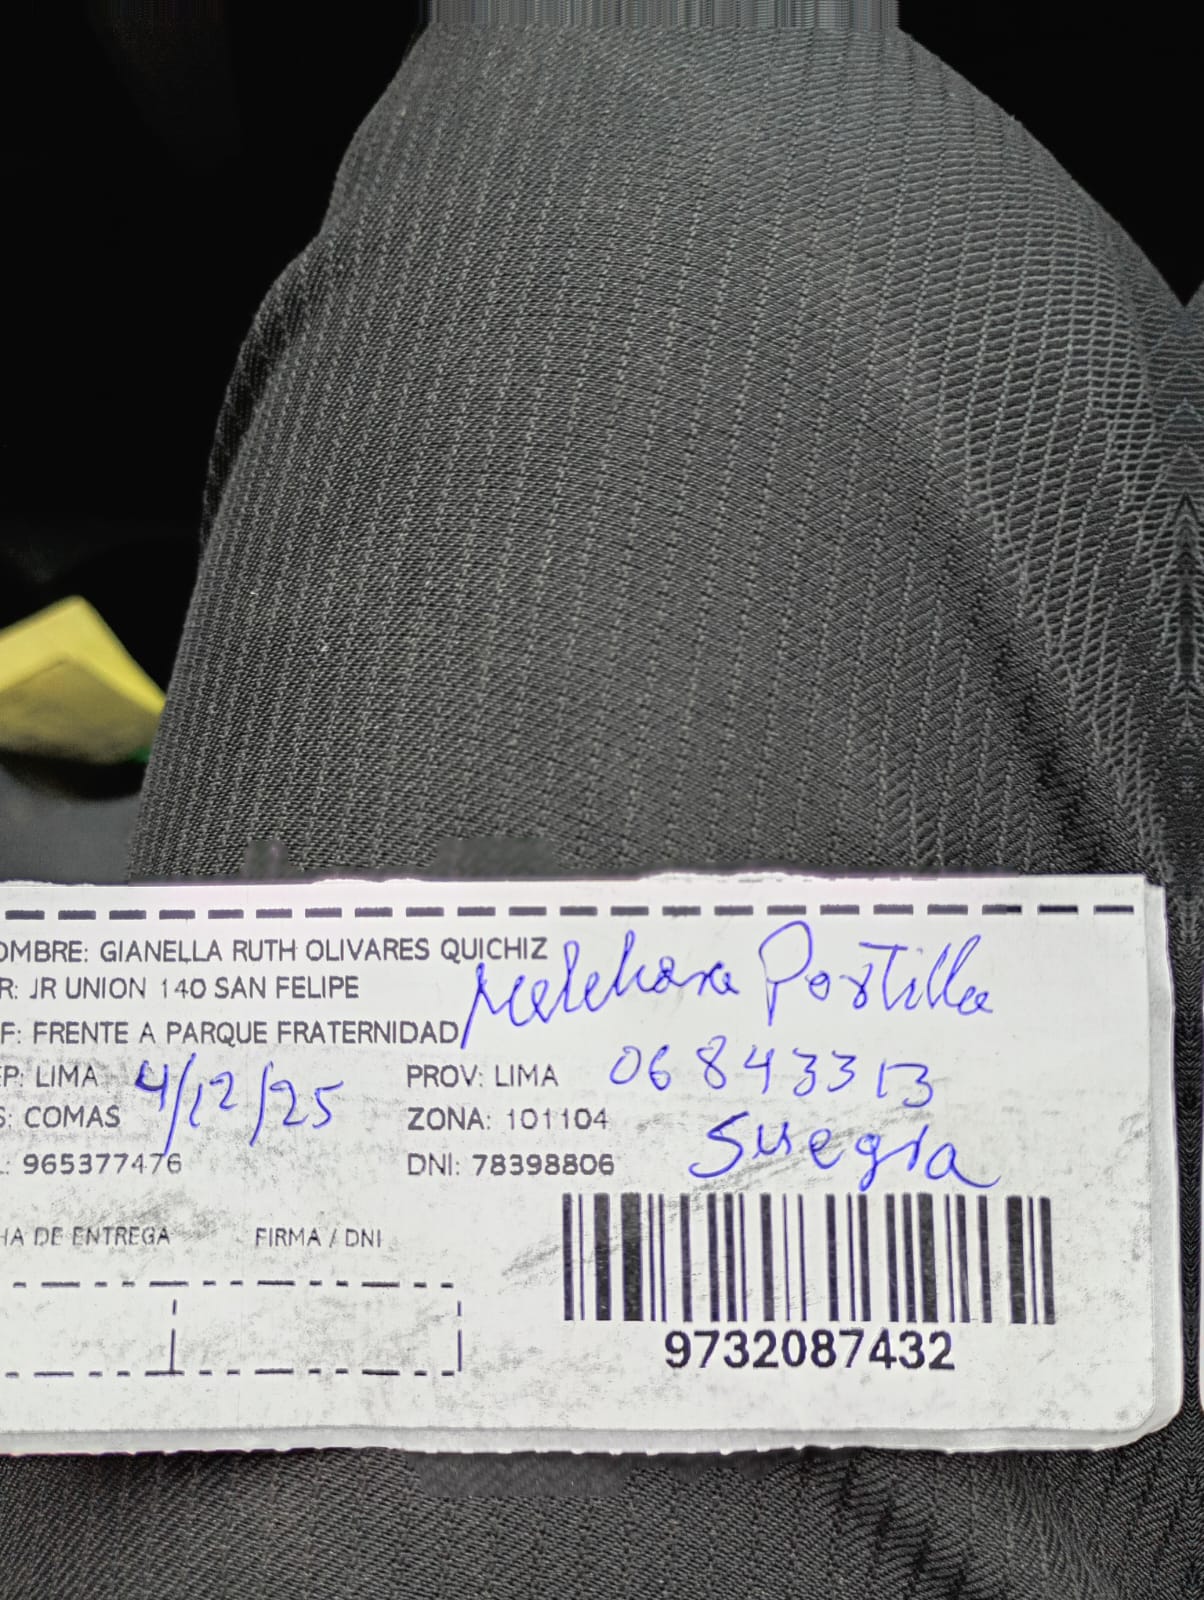 OMBRE: GIANELLA RUTH OLIVARES QUICHIZ
R: JR UNION 140 SAN FELIPE
Portilla
F: FRENTE A PARQUE FRATERNIDAD
EP: LIMA 4/12/25 PROV: LIMA 06843313
S: COMAS ZONA: 101104 Suegra
.: 965377476 DNI: 78398806
HA DE ENTREGA FIRMA / DNI
9732087432